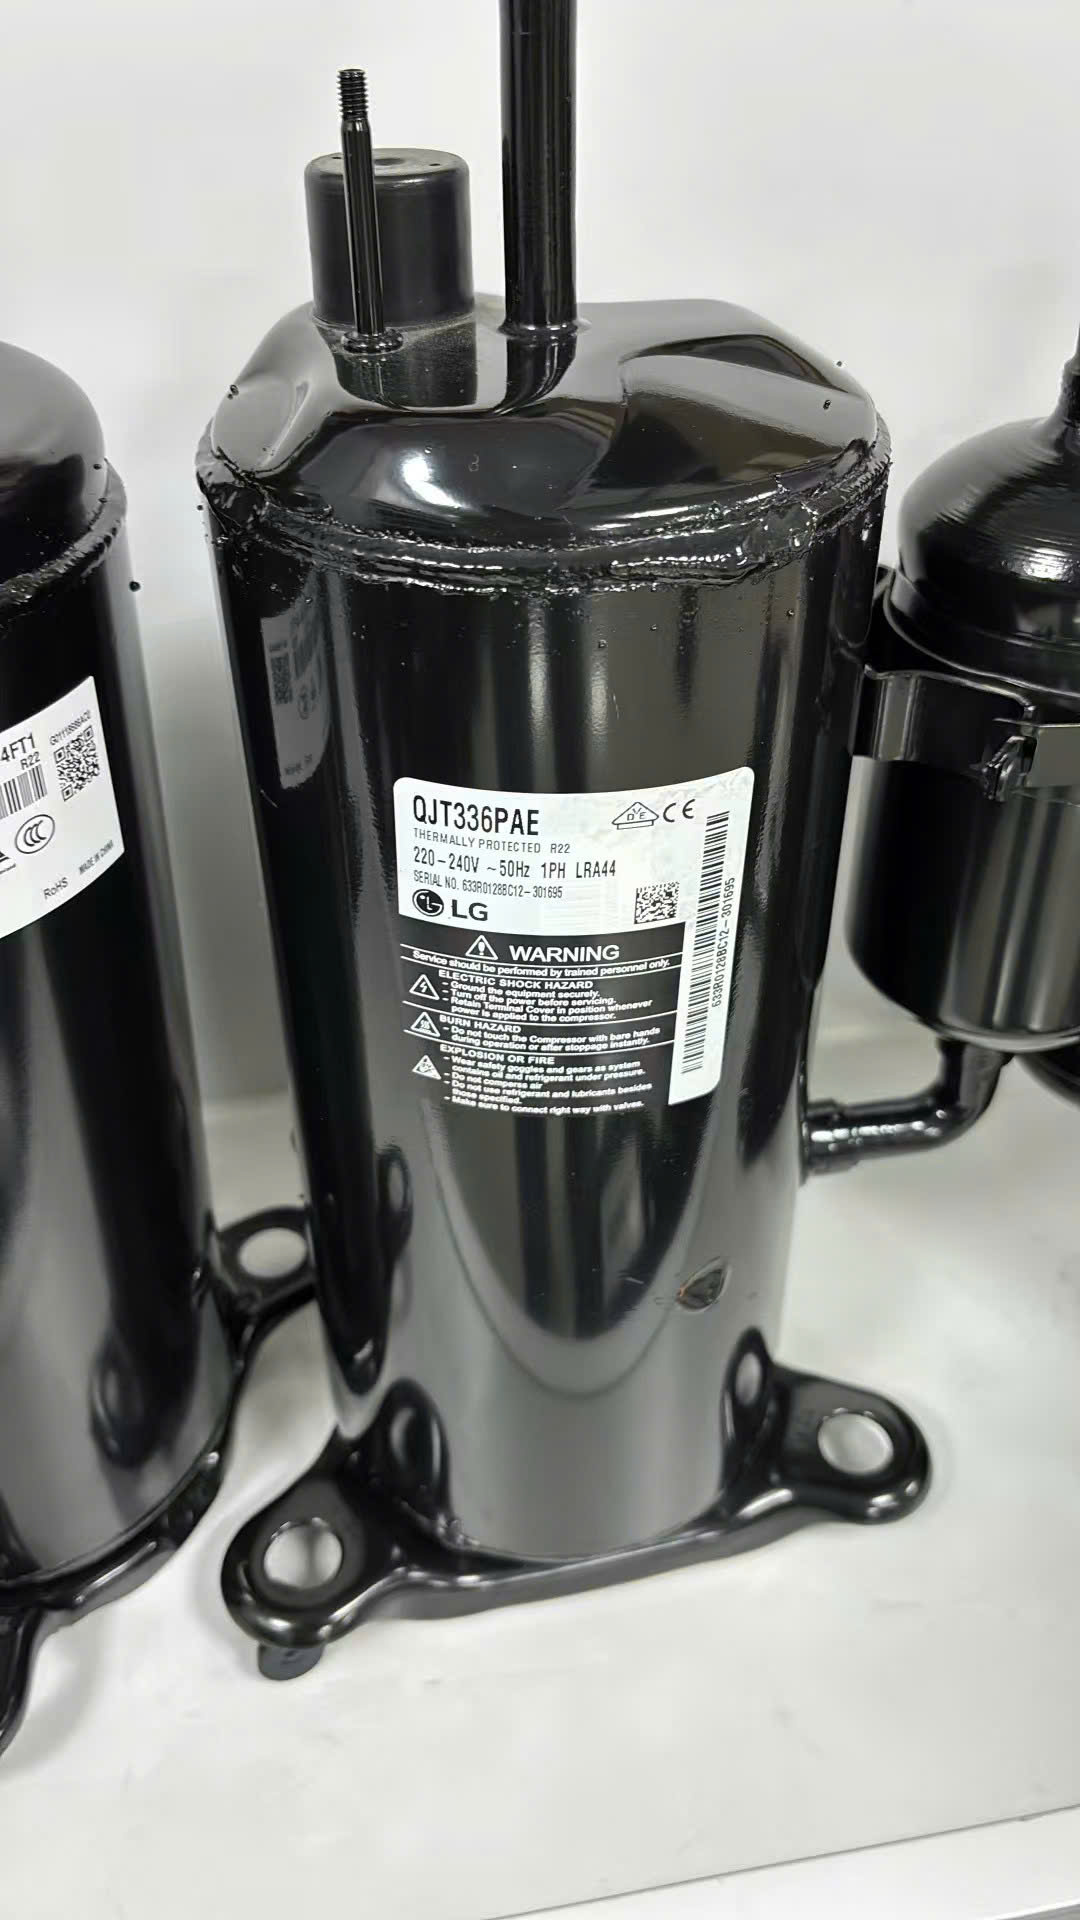 QJT336PAE
THERMALLY PROTECTED R22
220-240V ~50Hz 1PH LRA44
SERIAL NO. 633R0128BC12-301695
LG
DVE CE
633R0128BC12-301695
WARNING
Service should be performed by trained personnel only.
ELECTRIC SHOCK HAZARD
- Ground the equipment securely.
- Turn off the power before servicing.
- Retain Terminal Cover in position whenever
power is applied to the compressor.
BURN HAZARD
- Do not touch the Compressor with bare hands
during operation or after stoppage instantly.
EXPLOSION OR FIRE
- Wear safety goggles and gears as system
contains oil and refrigerant under pressure.
- Do not compress air
- Do not use refrigerant and lubricants besides
those specified.
- Make sure to connect right way with valves.
4FT1
R22
G01118686AC0
CCC
RoHS
MADE IN CHINA